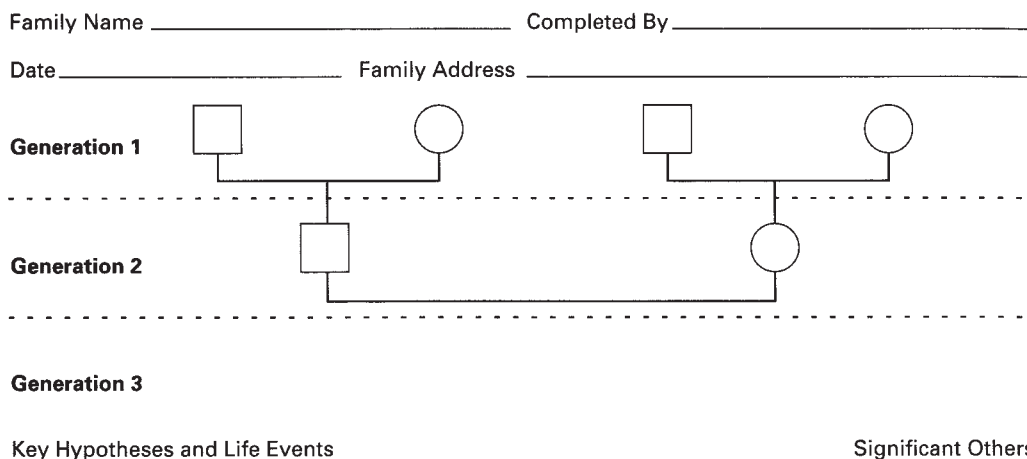 Family Name Completed By
Date Family Address
Generation 1
Generation 2
Generation 3
Key Hypotheses and Life Events Significant Others